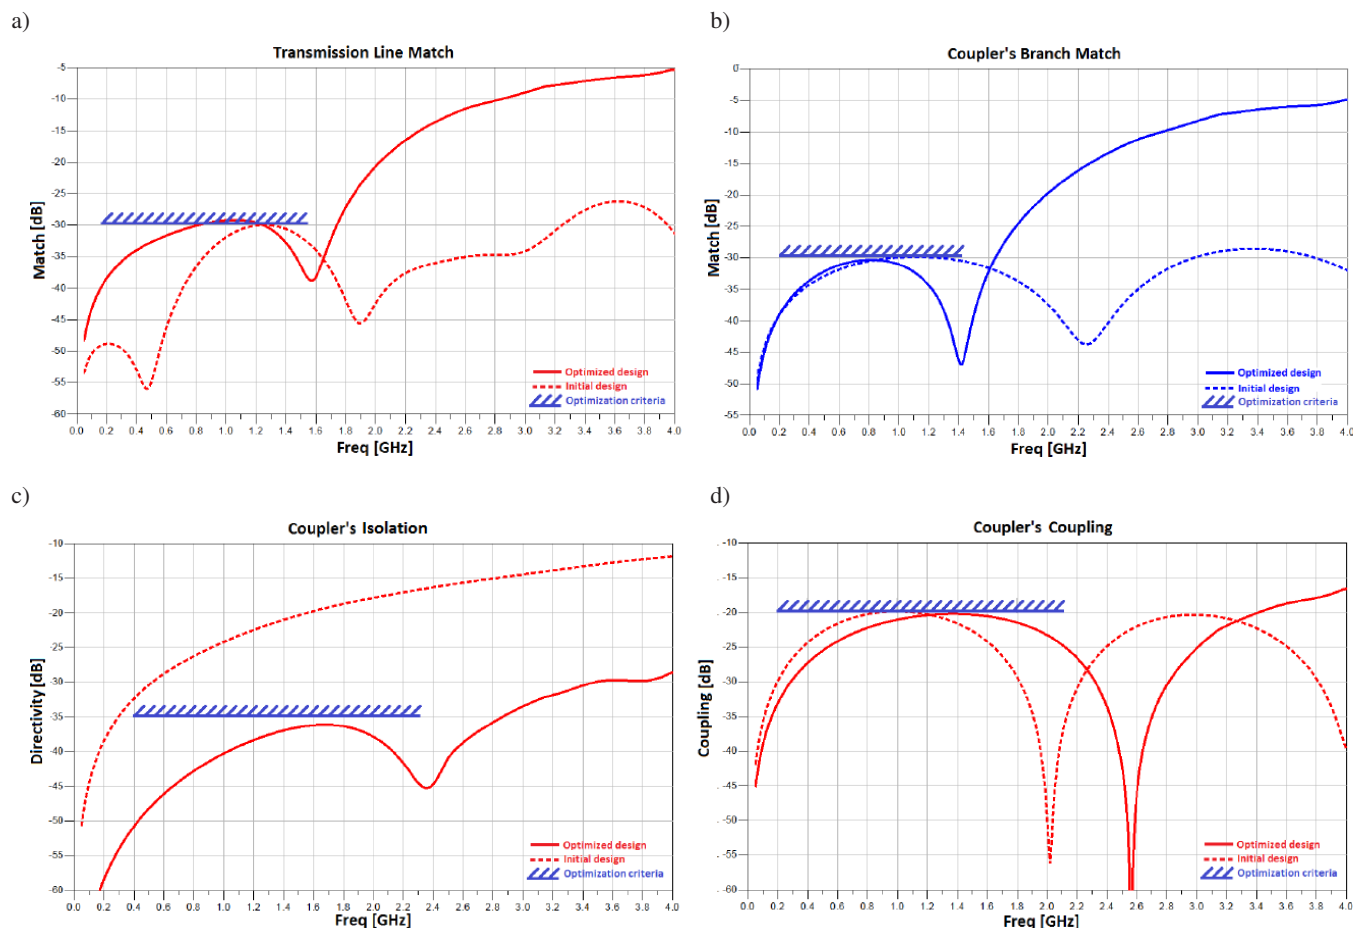 a)
Transmission Line Match
-5
-10
-15
-20
-25
-30
-35
-40
-45
-50
-55
-60
Match [dB]
Optimized design
Initial design
Optimization criteria
0.0 0.2 0.4 0.6 0.8 1.0 1.2 1.4 1.6 1.8 2.0 2.2 2.4 2.6 2.8 3.0 3.2 3.4 3.6 3.8 4.0
Freq [GHz]
b)
Coupler's Branch Match
0
-5
-10
-15
-20
-25
-30
-35
-40
-45
-50
-55
Match [dB]
Optimized design
Initial design
Optimization criteria
0.0 0.2 0.4 0.6 0.8 1.0 1.2 1.4 1.6 1.8 2.0 2.2 2.4 2.6 2.8 3.0 3.2 3.4 3.6 3.8 4.0
Freq [GHz]
c)
Coupler's Isolation
-10
-15
-20
-25
-30
-35
-40
-45
-50
-55
-60
Directivity [dB]
Optimized design
Initial design
Optimization criteria
0.0 0.2 0.4 0.6 0.8 1.0 1.2 1.4 1.6 1.8 2.0 2.2 2.4 2.6 2.8 3.0 3.2 3.4 3.6 3.8 4.0
Freq [GHz]
d)
Coupler's Coupling
-10
-15
-20
-25
-30
-35
-40
-45
-50
-55
-60
Coupling [dB]
Optimized design
Initial design
Optimization criteria
0.0 0.2 0.4 0.6 0.8 1.0 1.2 1.4 1.6 1.8 2.0 2.2 2.4 2.6 2.8 3.0 3.2 3.4 3.6 3.8 4.0
Freq [GHz]